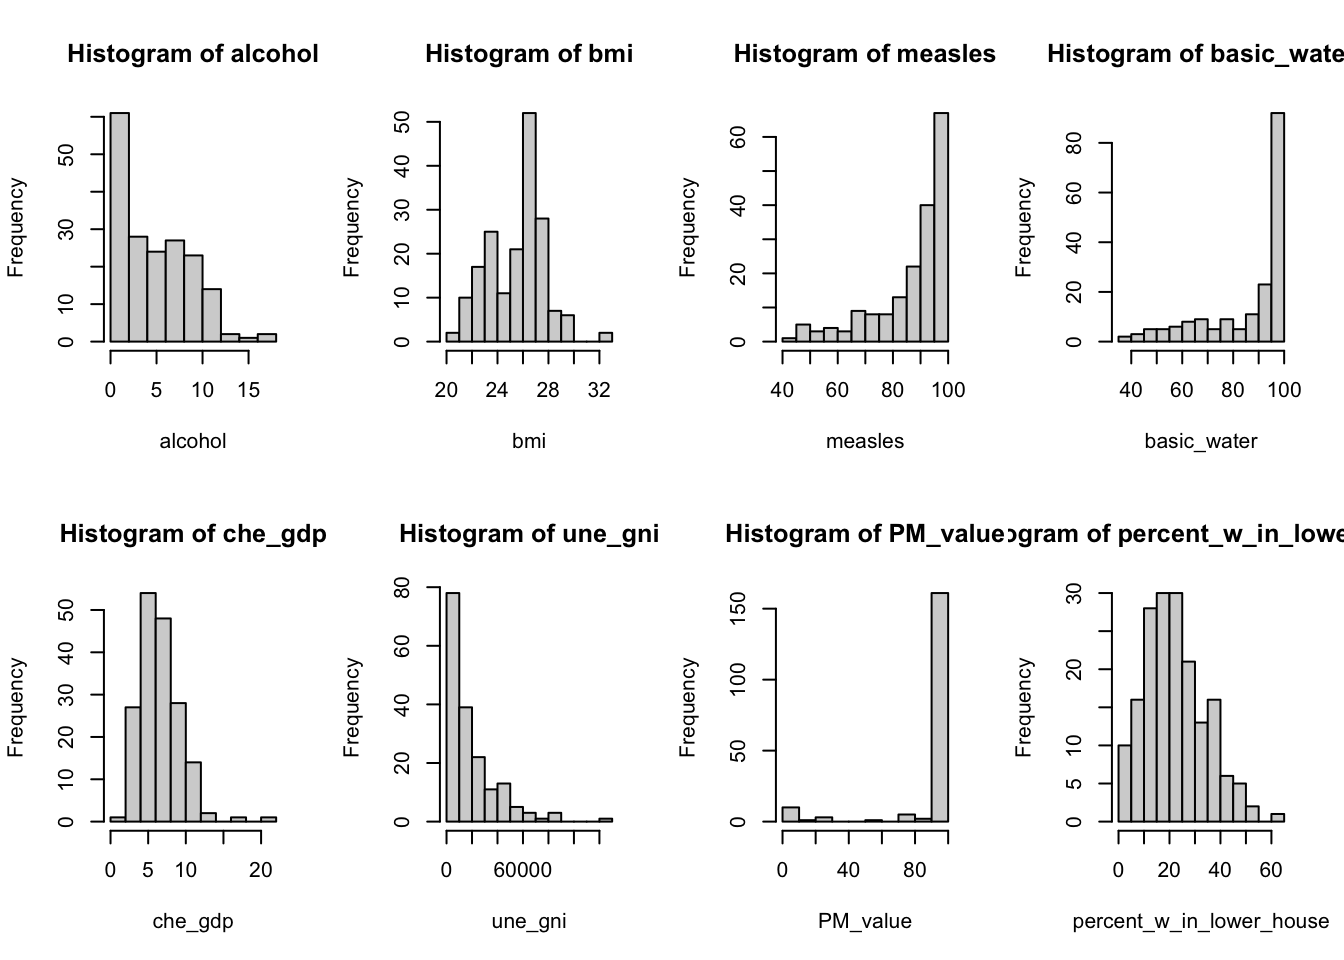 Histogram of alcohol
Frequency
0
10
30
50
0
5
10
15
alcohol
Histogram of bmi
Frequency
0
10
20
30
40
50
20
24
28
32
bmi
Histogram of measles
Frequency
0
20
40
60
40
60
80
100
measles
Histogram of basic_wate
Frequency
0
20
40
60
80
40
60
80
100
basic_water
Histogram of che_gdp
Frequency
0
10
20
30
40
50
0
5
10
20
che_gdp
Histogram of une_gni
Frequency
0
20
40
60
80
0
60000
une_gni
Histogram of PM_value
Frequency
0
50
100
150
0
40
80
PM_value
ogram of percent_w_in_lowe
Frequency
0
5
10
20
30
0
20
40
60
percent_w_in_lower_house